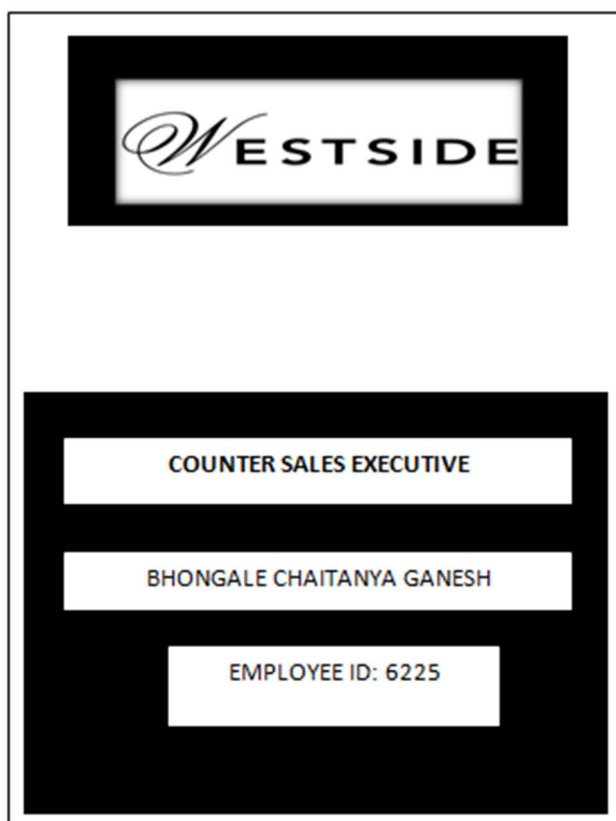 WESTSIDE
COUNTER SALES EXECUTIVE
BHONGALE CHAITANYA GANESH
EMPLOYEE ID: 6225